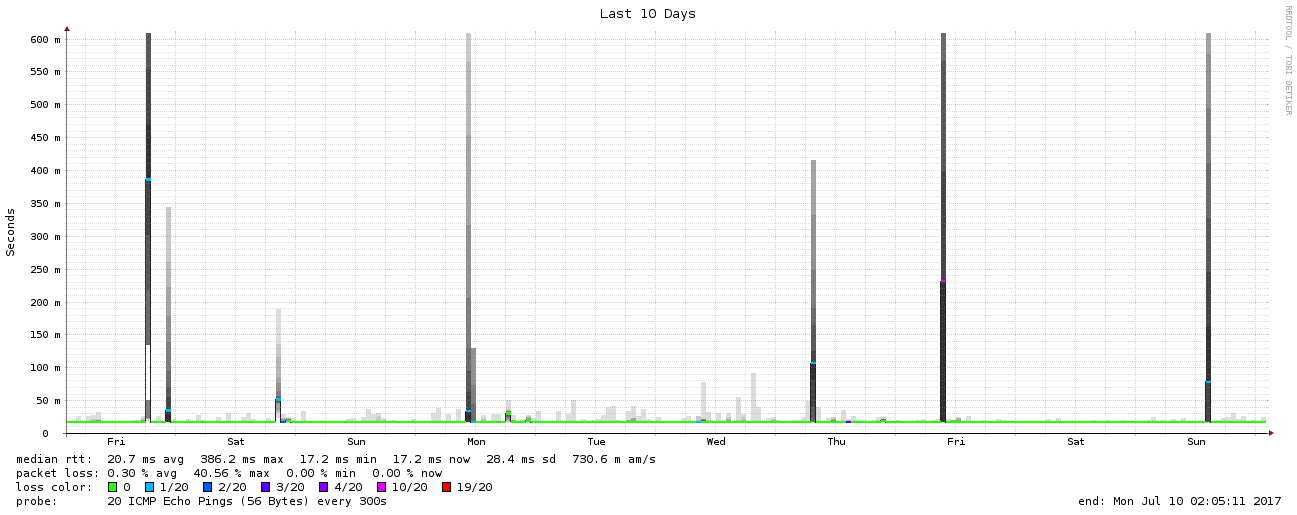 Last 10 Days
RRDTOOL / TOBI OETIKER
Seconds
600 m
550 m
500 m
450 m
400 m
350 m
300 m
250 m
200 m
150 m
100 m
50 m
0
Fri Sat Sun Mon Tue Wed Thu Fri Sat Sun
median rtt: 20.7 ms avg 386.2 ms max 17.2 ms min 17.2 ms now 28.4 ms sd 730.6 m am/s
packet loss: 0.30 % avg 40.56 % max 0.00 % min 0.00 % now
loss color: 0 1/20 2/20 3/20 4/20 10/20 19/20
probe: 20 ICMP Echo Pings (56 Bytes) every 300s end: Mon Jul 10 02:05:11 2017